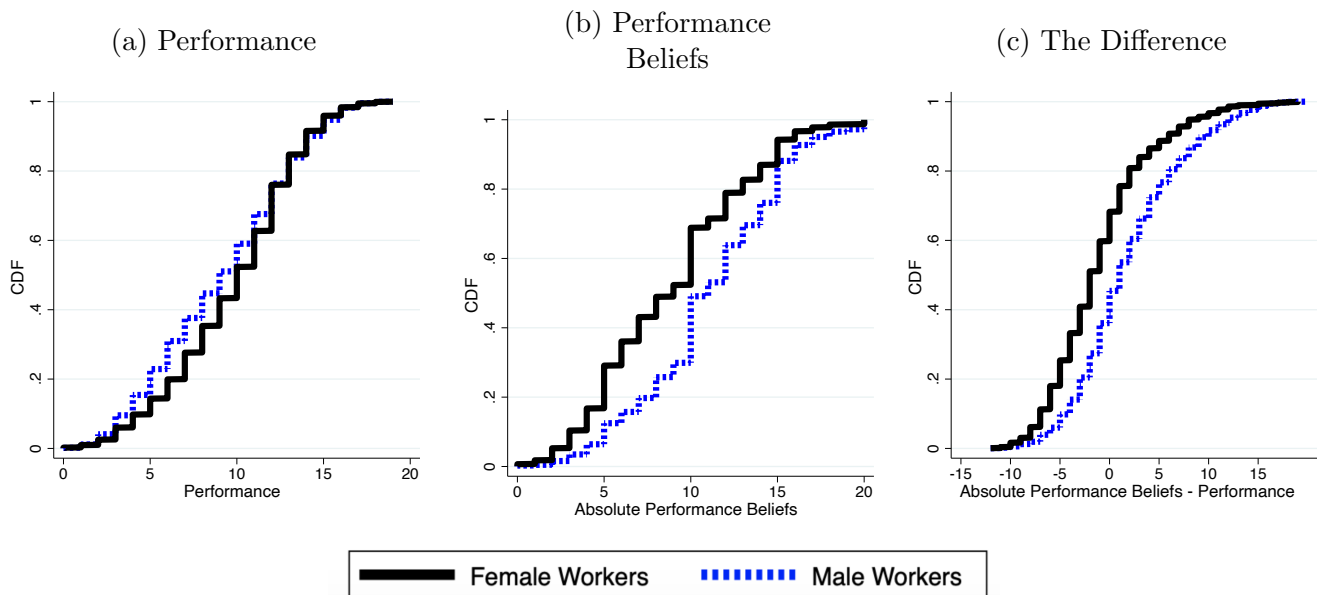 (a) Performance
(b) Performance
Beliefs
(c) The Difference
CDF
0
.2
.4
.6
.8
1
0
5
10
15
20
Performance
CDF
0
.2
.4
.6
.8
1
0
5
10
15
20
Absolute Performance Beliefs
CDF
0
.2
.4
.6
.8
1
-15
-10
-5
0
5
10
15
Absolute Performance Beliefs - Performance
Female Workers
Male Workers